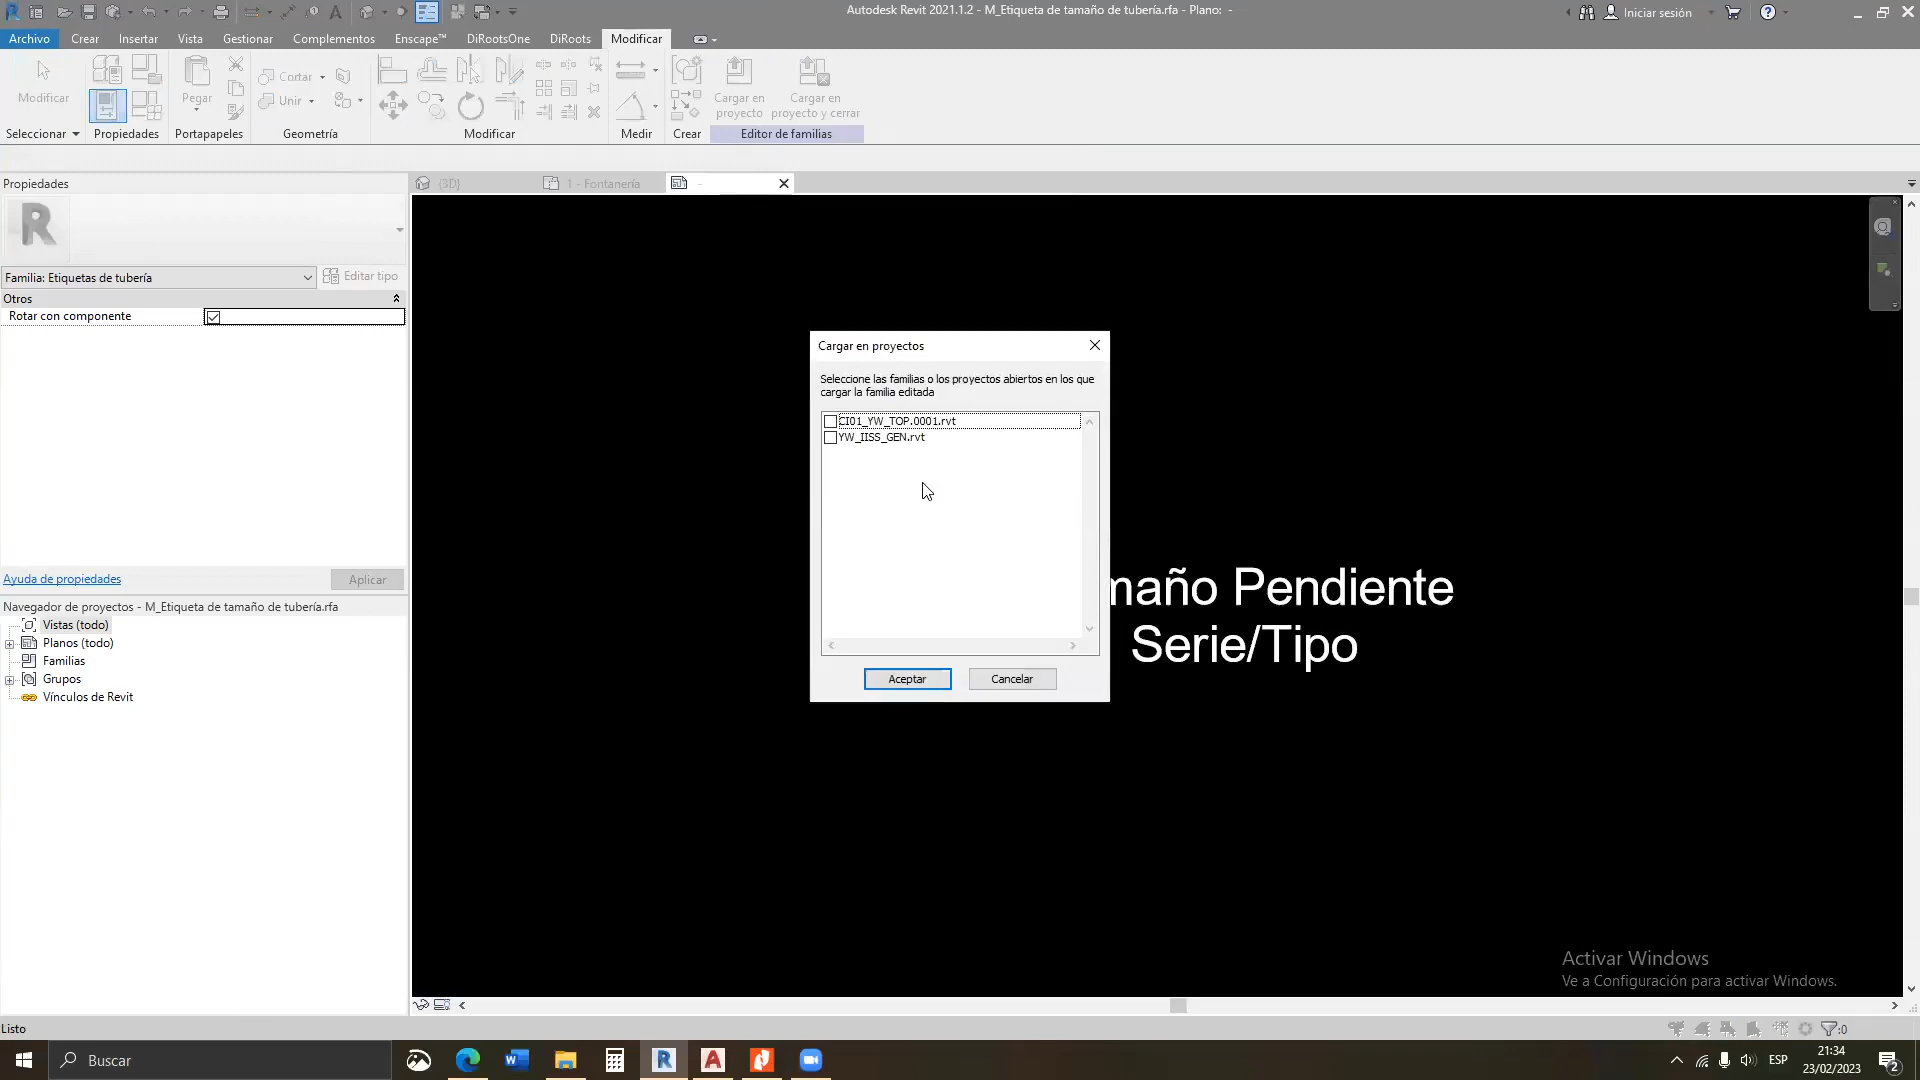 Autodesk Revit 2021.1.2 - M_Etiqueta de tamaño de tubería.rfa - Plano: -
Iniciar sesión
Archivo Crear Insertar Vista Gestionar Complementos Enscape™ DiRootsOne DiRoots Modificar
Modificar
Pegar
Cortar
Unir
Cargar en proyecto
Cargar en proyecto y cerrar
Seleccionar Propiedades Portapapeles Geometría Modificar Medir Crear Editor de familias
Propiedades
{3D}
1 - Fontanería
-
R
Familia: Etiquetas de tubería
Editar tipo
Otros
Rotar con componente
Ayuda de propiedades
Aplicar
Navegador de proyectos - M_Etiqueta de tamaño de tubería.rfa
Vistas (todo)
Planos (todo)
Familias
Grupos
Vínculos de Revit
Cargar en proyectos
Seleccione las familias o los proyectos abiertos en los que
cargar la familia editada
CI01_YW_TOP.0001.rvt
YW_IISS_GEN.rvt
Aceptar
Cancelar
maño Pendiente
Serie/Tipo
Activar Windows
Ve a Configuración para activar Windows.
Listo
:0
Buscar
ESP
21:34
23/02/2023
2